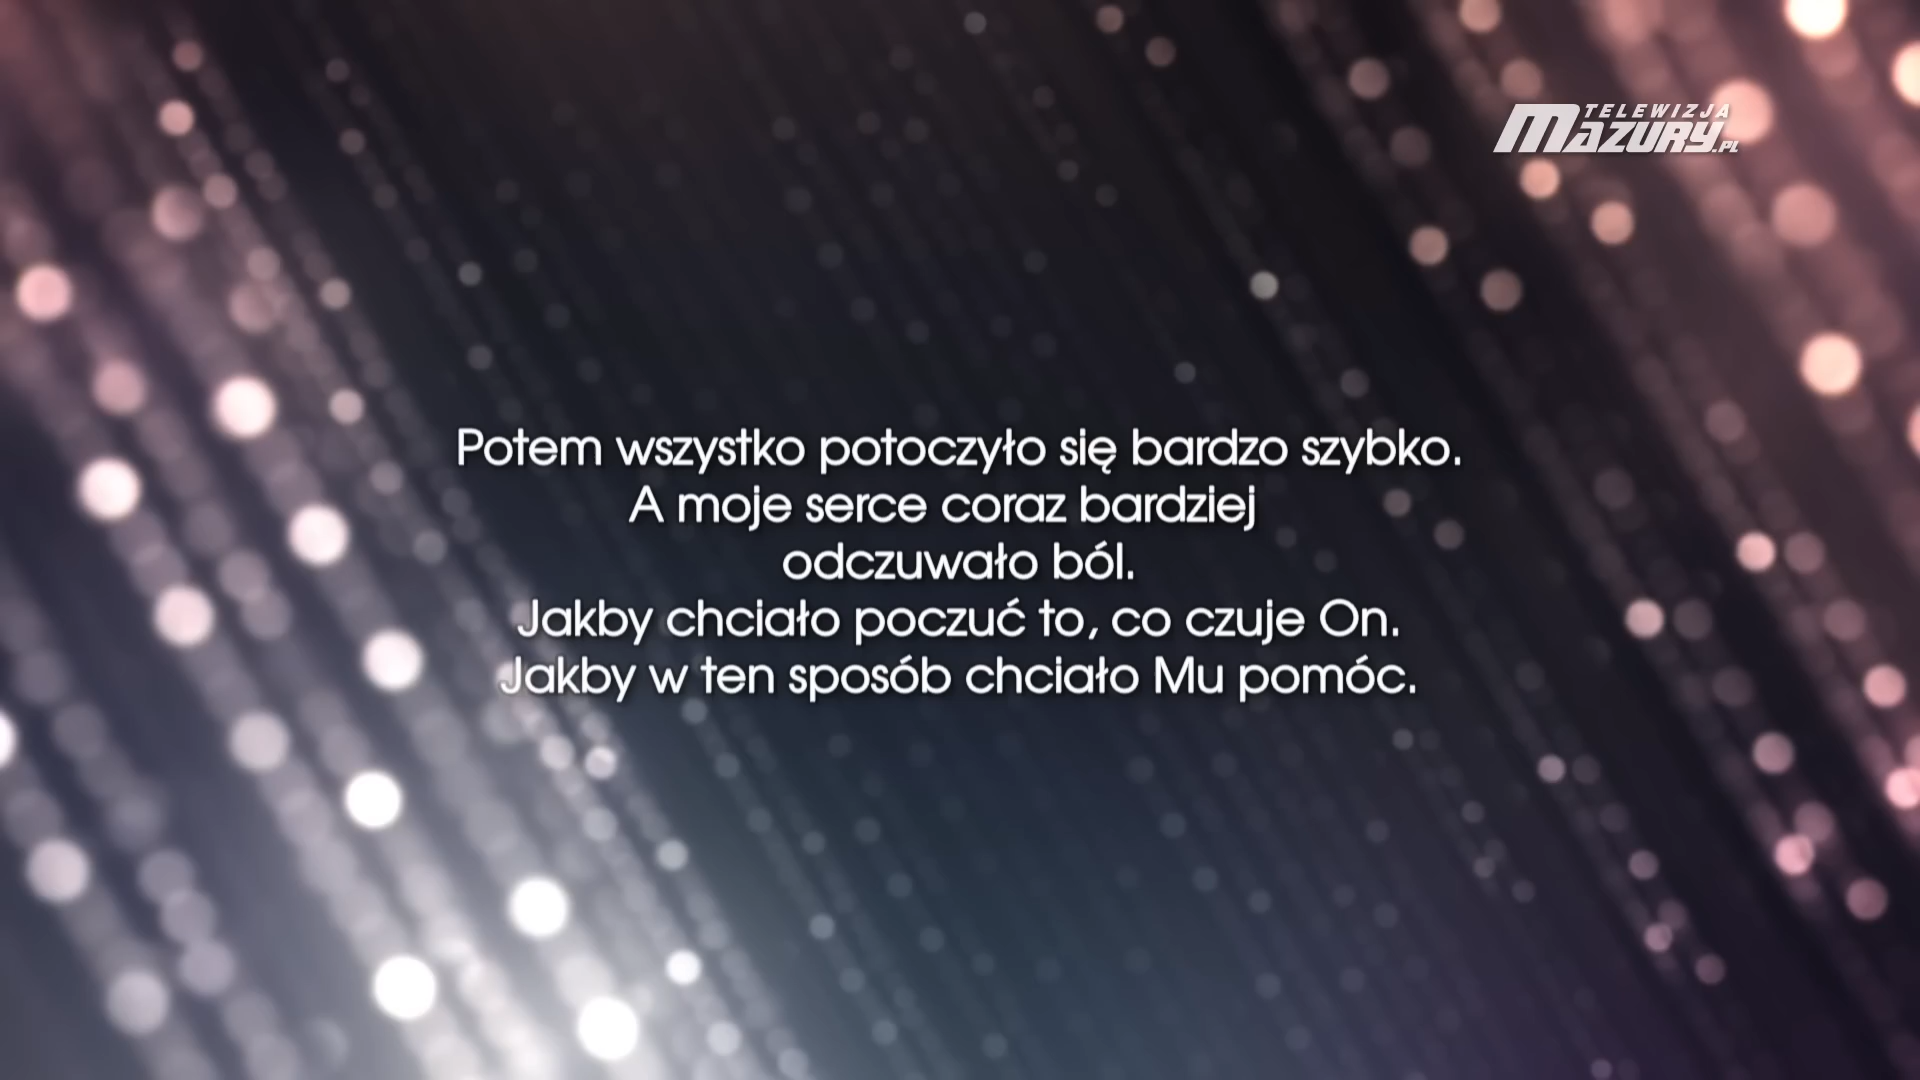 TELEWIZJA
MAZURY.PL
Potem wszystko potoczyło się bardzo szybko.
A moje serce coraz bardziej
odczuwało ból.
Jakby chciało poczuć to, co czuje On.
Jakby w ten sposób chciało Mu pomóc.